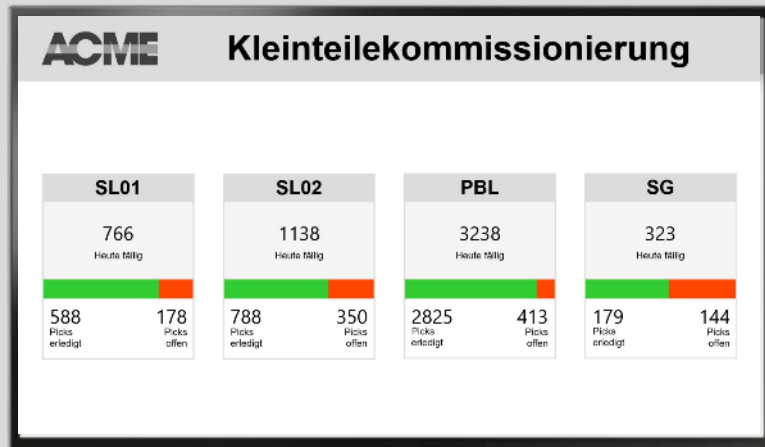 ACME Kleinteilekommissionierung
SL01
766
Heute fällig
588 178
Picks Picks
erledigt offen
SL02
1138
Heute fällig
788 350
Picks Picks
erledigt offen
PBL
3238
Heute fällig
2825 413
Picks Picks
erledigt offen
SG
323
Heute fällig
179 144
Picks Picks
erledigt offen